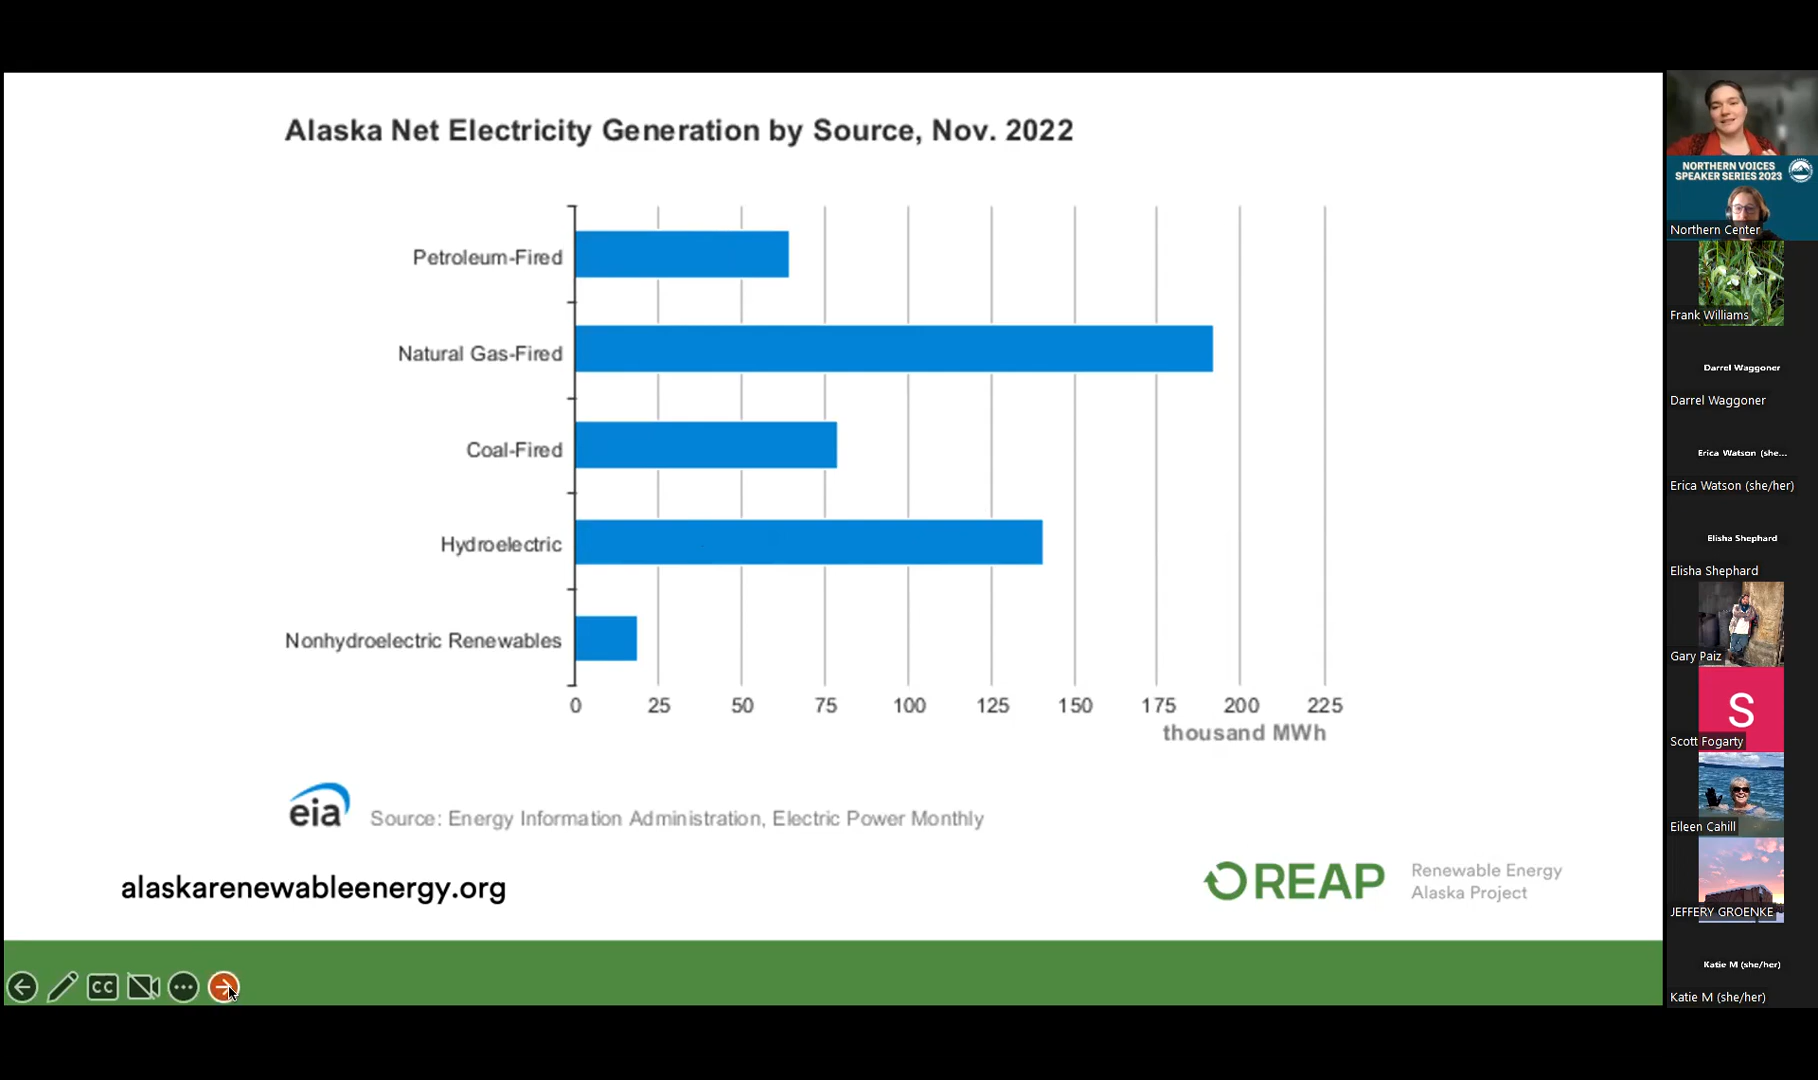 Alaska Net Electricity Generation by Source, Nov. 2022
Petroleum-Fired
Natural Gas-Fired
Coal-Fired
Hydroelectric
Nonhydroelectric Renewables
0 25 50 75 100 125 150 175 200 225
thousand MWh
eia Source: Energy Information Administration, Electric Power Monthly
alaskarenewableenergy.org
REAP
Renewable Energy
Alaska Project
CC
NORTHERN VOICES
SPEAKER SERIES 2023
Northern Center
Frank Williams
Darrel Waggoner
Darrel Waggoner
Erica Watson (she...
Erica Watson (she/her)
Elisha Shephard
Elisha Shephard
Gary Paiz
S
Scott Fogarty
Eileen Cahill
JEFFERY GROENKE
Katie M (she/her)
Katie M (she/her)